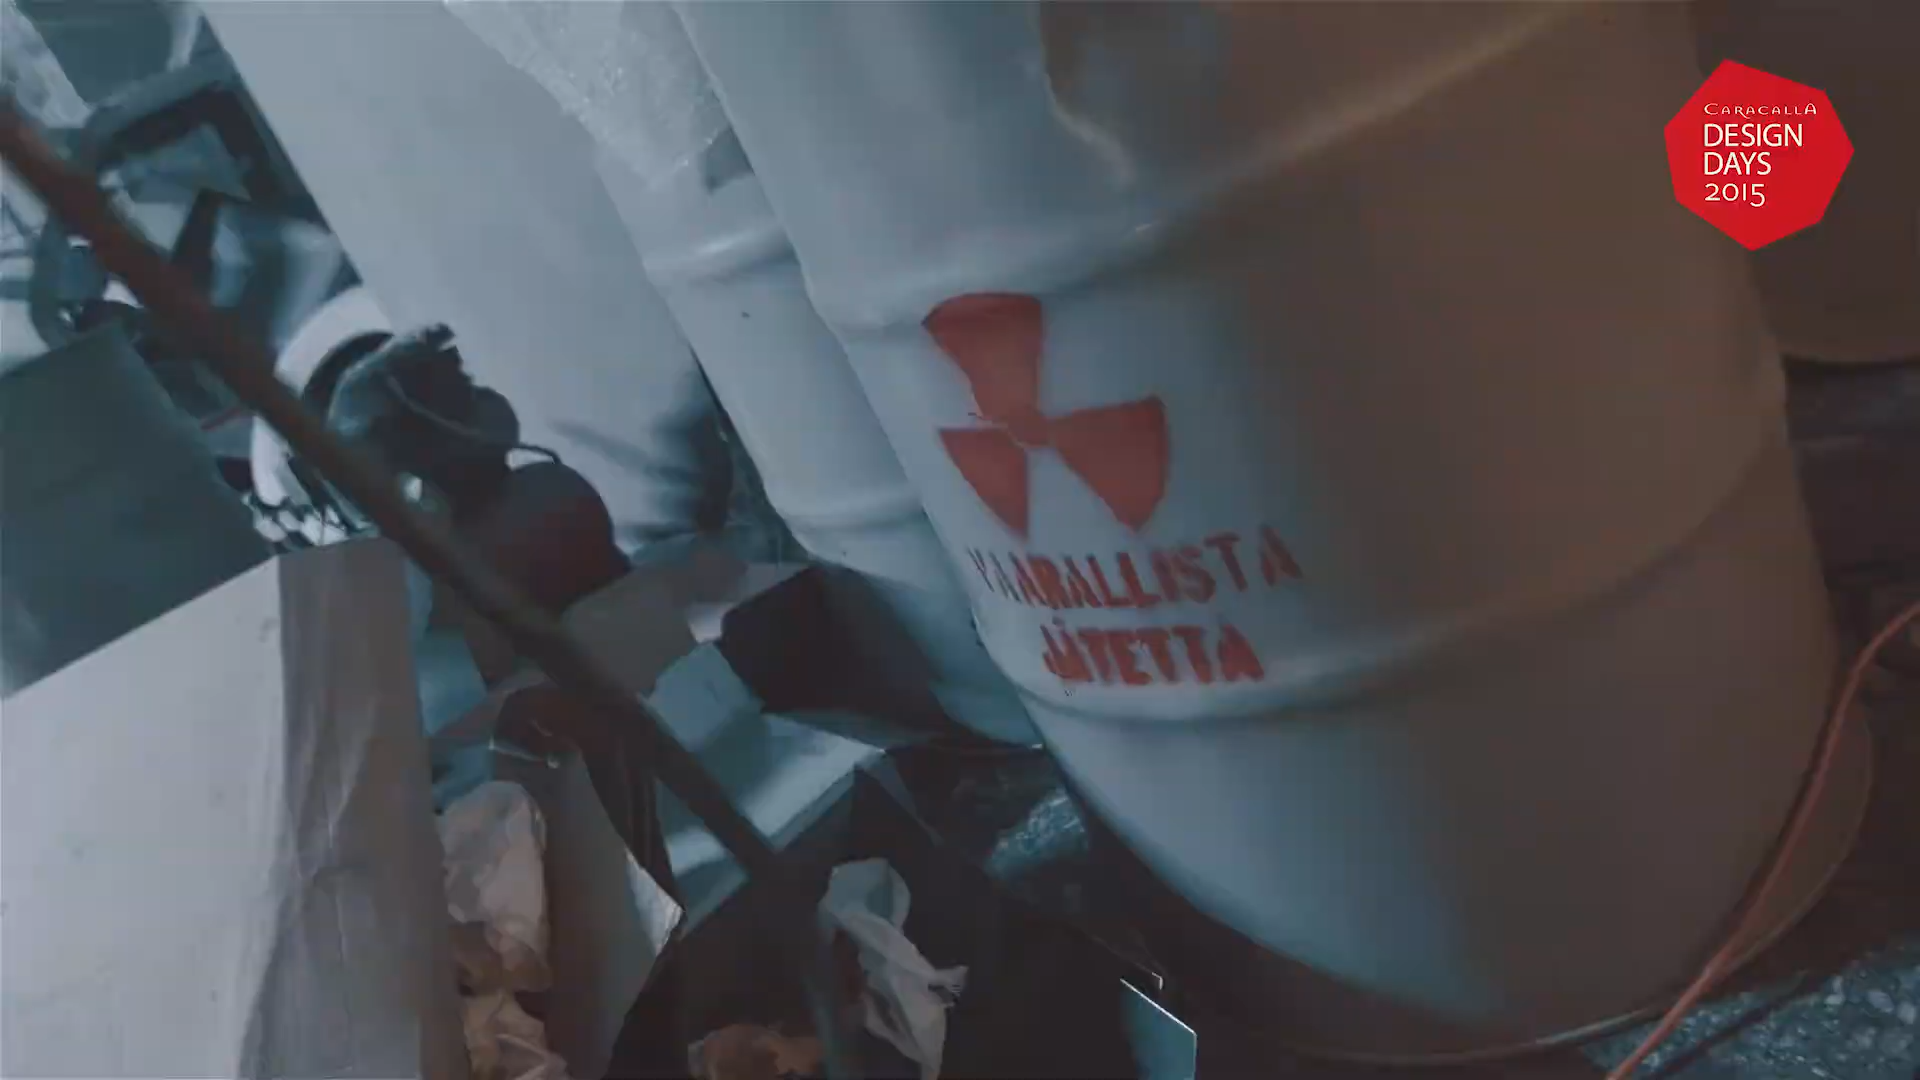 CARACALLA
DESIGN
DAYS
2015
VAARALLISTA
JÄTETTÄ